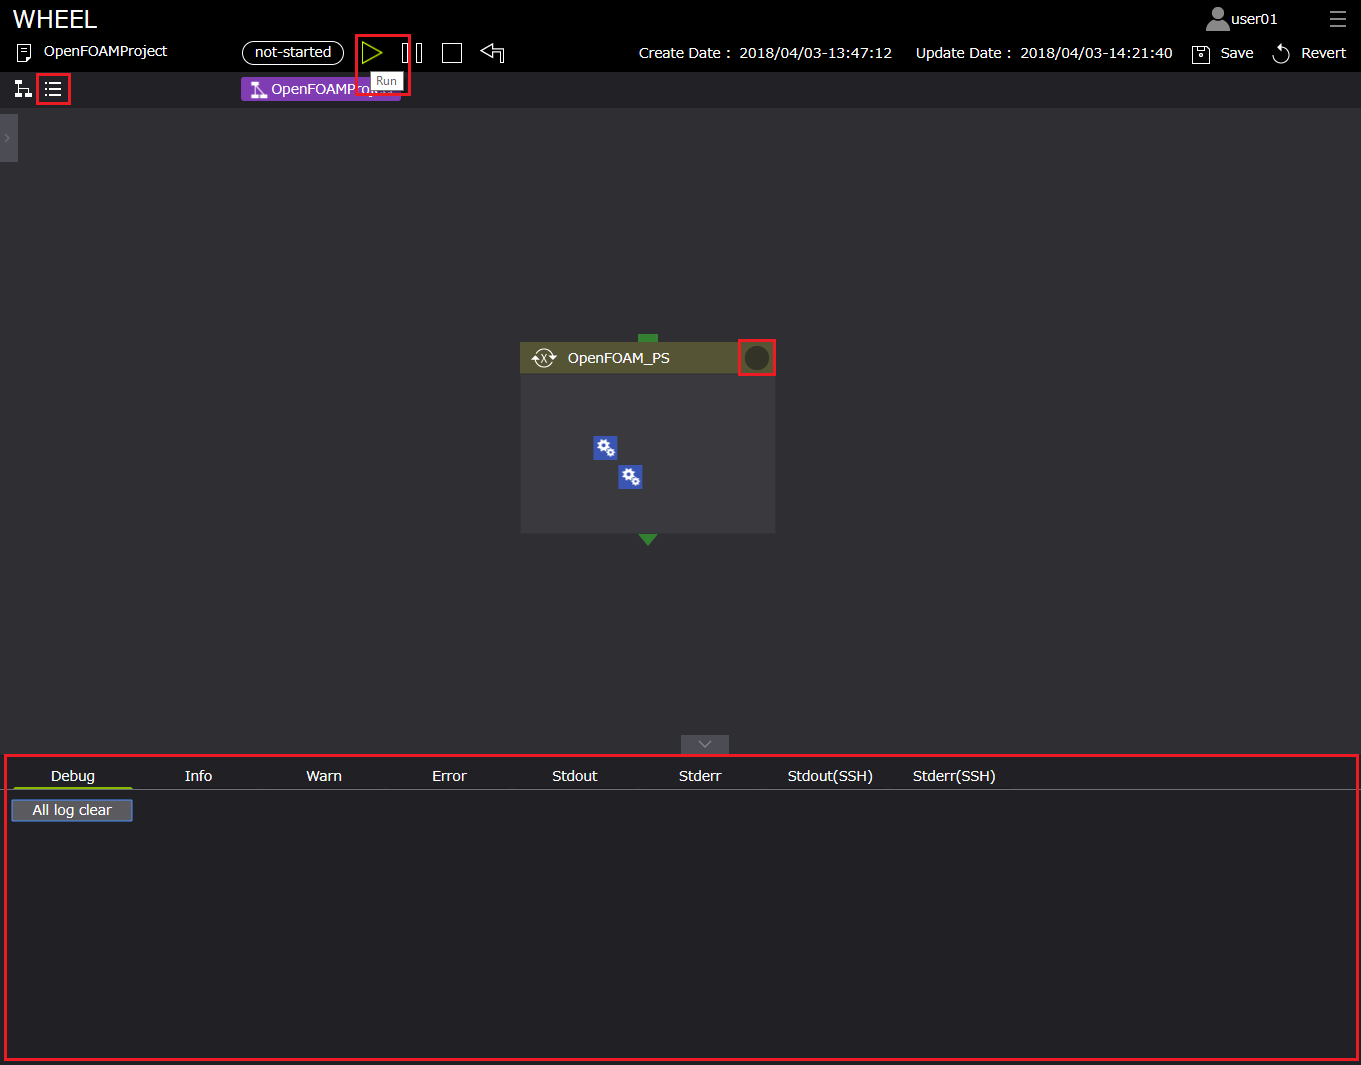 WHEEL
user01
OpenFOAMProject
not-started
Create Date : 2018/04/03-13:47:12
Update Date : 2018/04/03-14:21:40
Save
Revert
Run
OpenFOAMProject
X
OpenFOAM_PS
Debug
Info
Warn
Error
Stdout
Stderr
Stdout(SSH)
Stderr(SSH)
All log clear